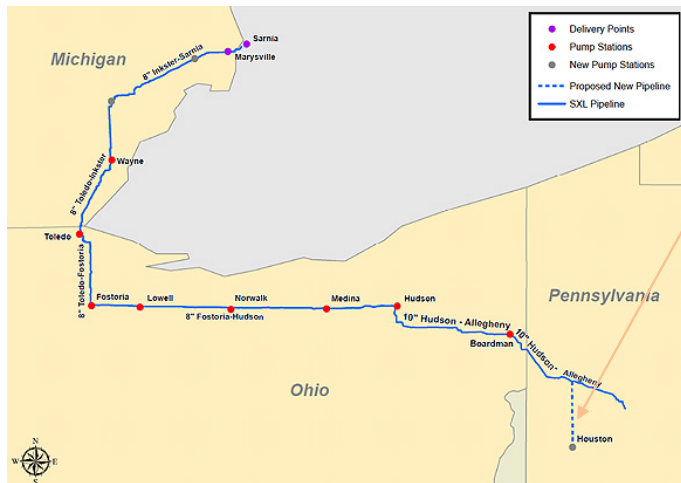 Michigan
Sarnia
Marysville
8" Inkster-Sarnia
Delivery Points
Pump Stations
New Pump Stations
Proposed New Pipeline
SXL Pipeline
Wayne
8" Toledo-Inkster
Toledo
8" Toledo-Fostoria
Fostoria
Lowell
Norwalk
Medina
Hudson
8" Fostoria-Hudson
10" Hudson - Allegheny
Pennsylvania
Boardman
10" Hudson- Allegheny
Ohio
Houston
N
W
E
S